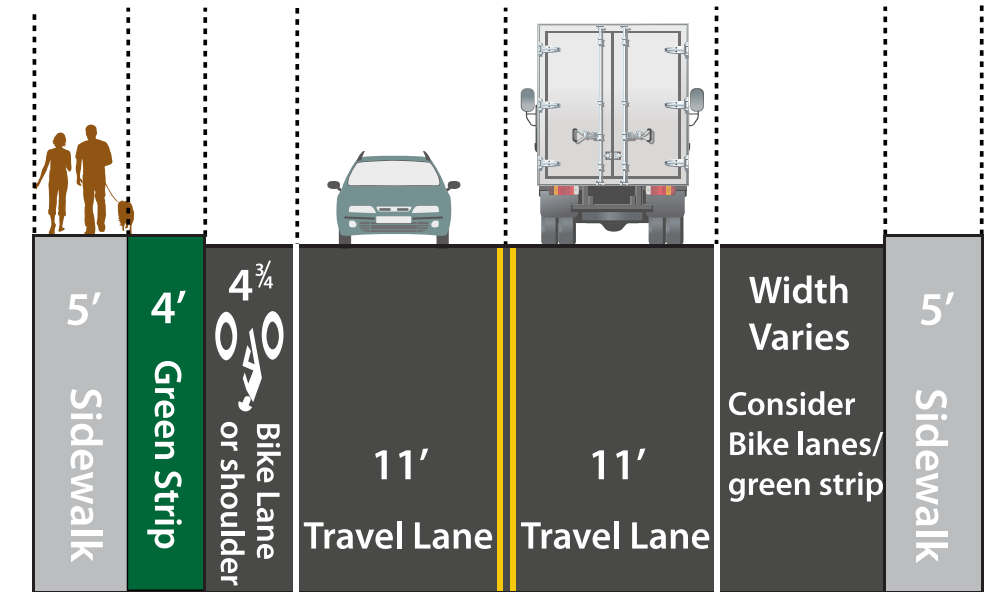 5’
Sidewalk
4’
Green Strip
4¾
Bike Lane
or shoulder
11’
Travel Lane
11’
Travel Lane
Width
Varies
Consider
Bike lanes/
green strip
5’
Sidewalk